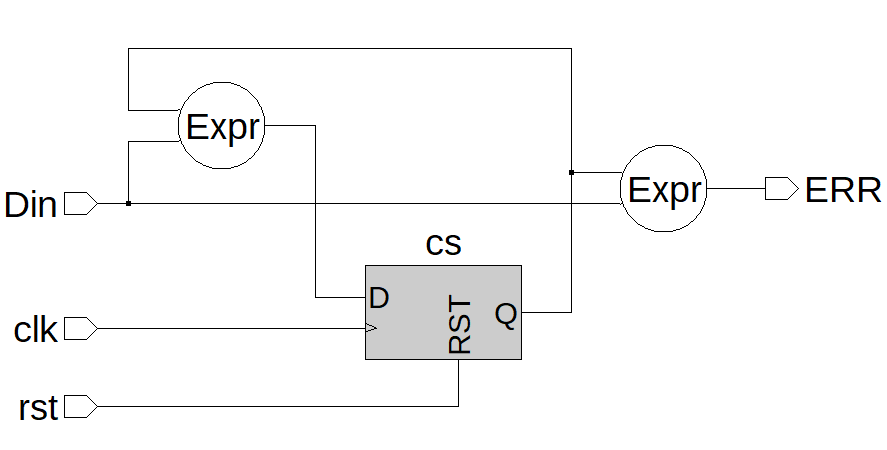 Expr
Din
Expr
ERR
cs
D
RST
Q
clk
rst